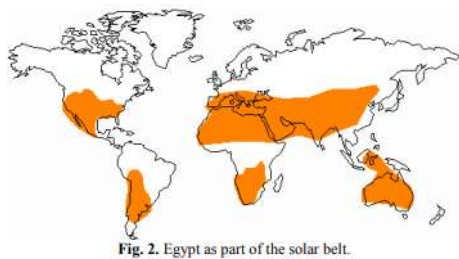 Fig. 2. Egypt as part of the solar belt.